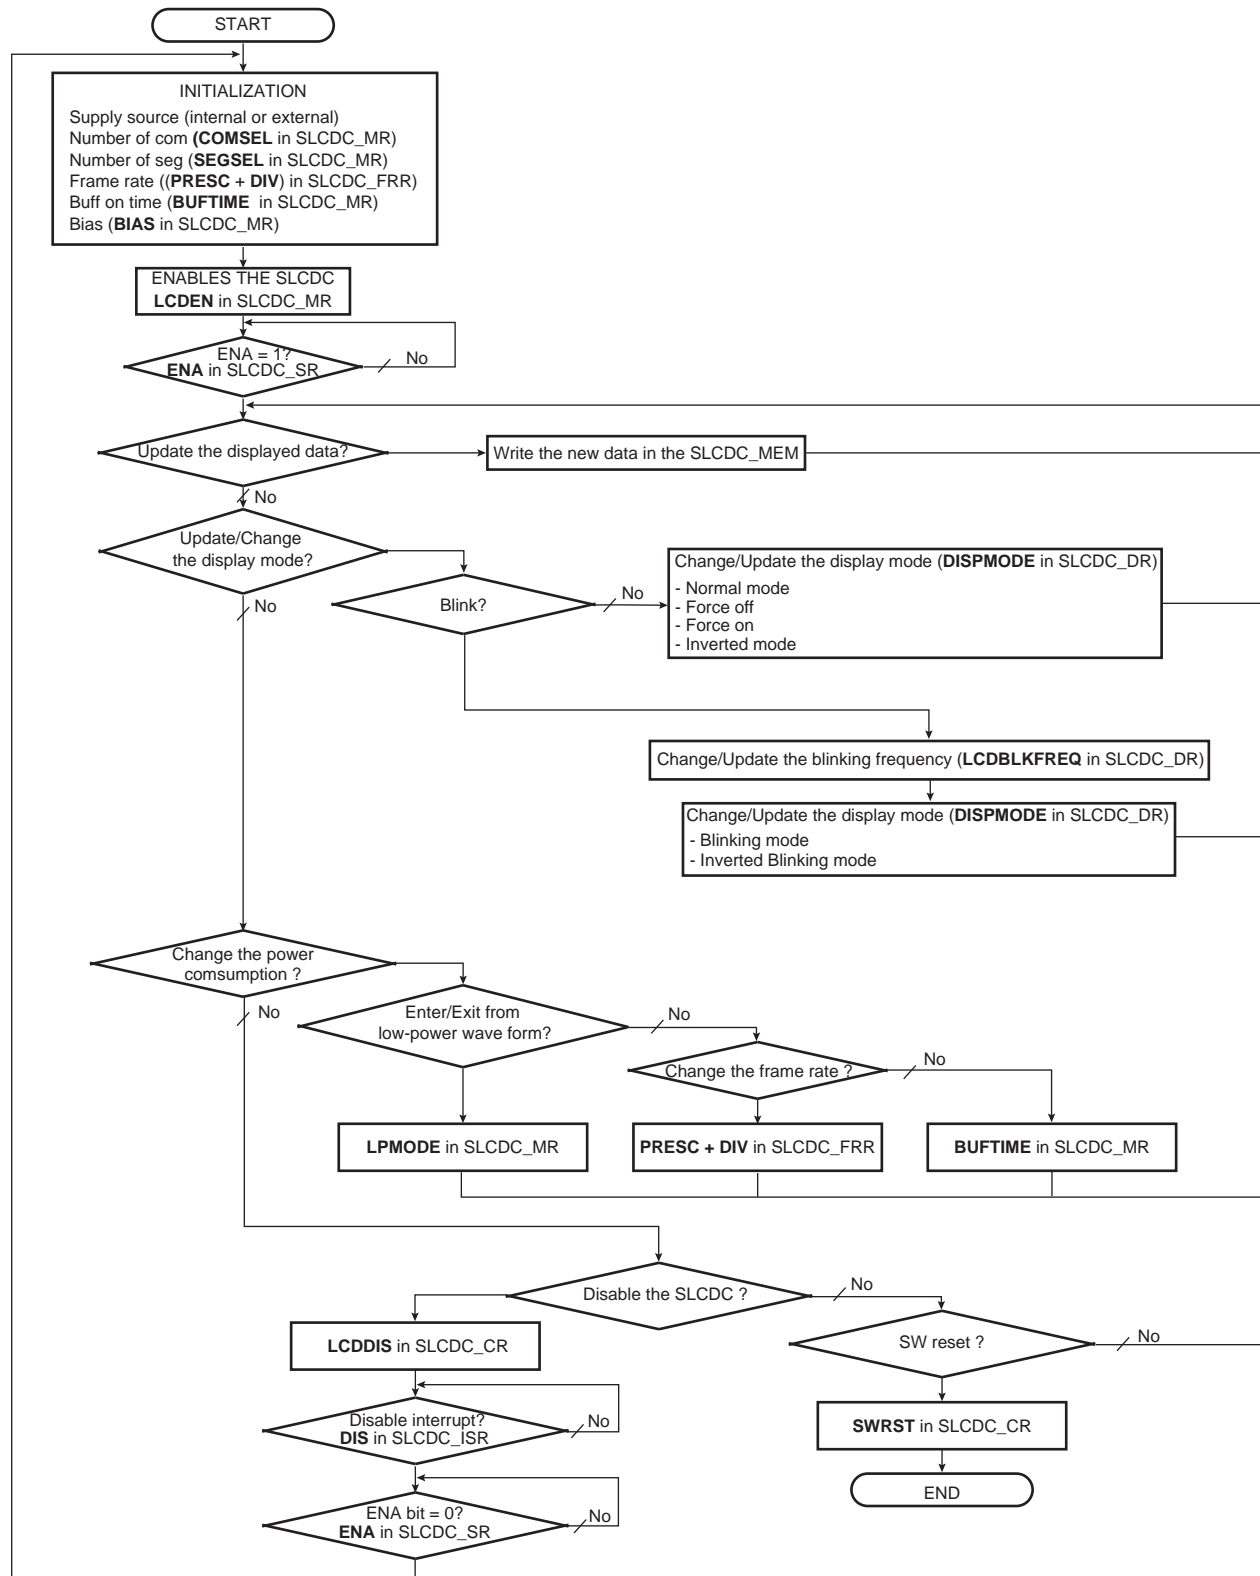 START
INITIALIZATION
Supply source (internal or external)
Number of com (COMSEL in SLCDC_MR)
Number of seg (SEGSEL in SLCDC_MR)
Frame rate ((PRESC + DIV) in SLCDC_FRR)
Buff on time (BUFTIME in SLCDC_MR)
Bias (BIAS in SLCDC_MR)
ENABLES THE SLCDC
LCDEN in SLCDC_MR
ENA = 1?
ENA in SLCDC_SR
No
Update the displayed data?
Write the new data in the SLCDC_MEM
No
Update/Change
the display mode?
No
Blink?
No
Change/Update the display mode (DISPMODE in SLCDC_DR)
- Normal mode
- Force off
- Force on
- Inverted mode
Change/Update the blinking frequency (LCDBLKFREQ in SLCDC_DR)
Change/Update the display mode (DISPMODE in SLCDC_DR)
- Blinking mode
- Inverted Blinking mode
Change the power
comsumption ?
No
Enter/Exit from
low-power wave form?
No
Change the frame rate ?
No
LPMODE in SLCDC_MR
PRESC + DIV in SLCDC_FRR
BUFTIME in SLCDC_MR
Disable the SLCDC ?
No
LCDDIS in SLCDC_CR
SW reset ?
No
Disable interrupt?
DIS in SLCDC_ISR
No
SWRST in SLCDC_CR
END
ENA bit = 0?
ENA in SLCDC_SR
No